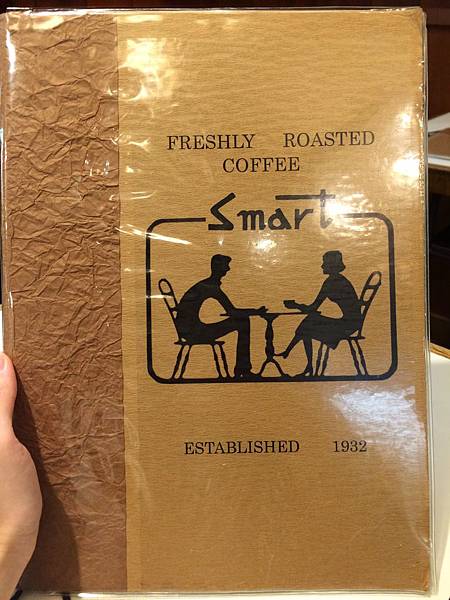 FRESHLY ROASTED
COFFEE
Smart
ESTABLISHED 1932